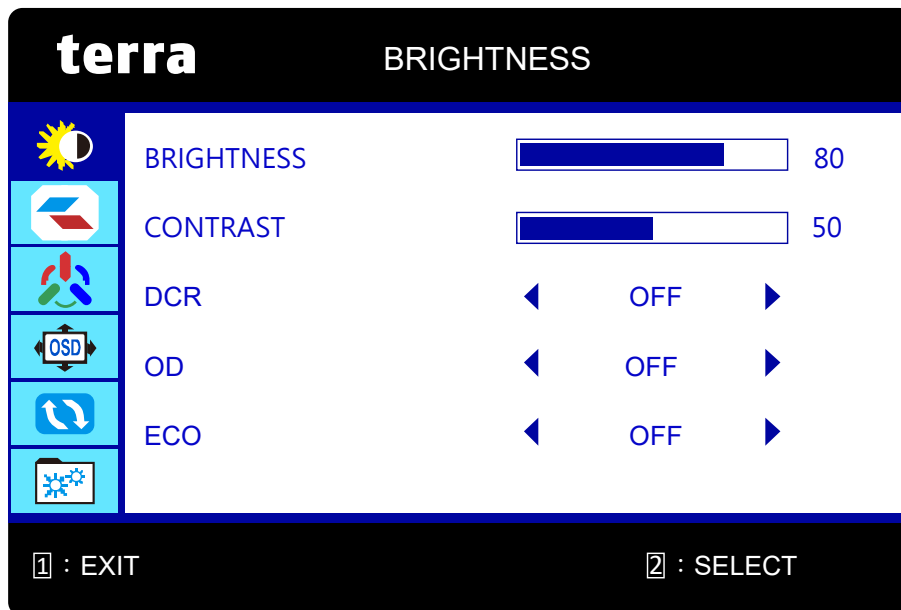 terra BRIGHTNESS
BRIGHTNESS 80
CONTRAST 50
DCR OFF
OSD
OD OFF
ECO OFF
1 : EXIT 2 : SELECT